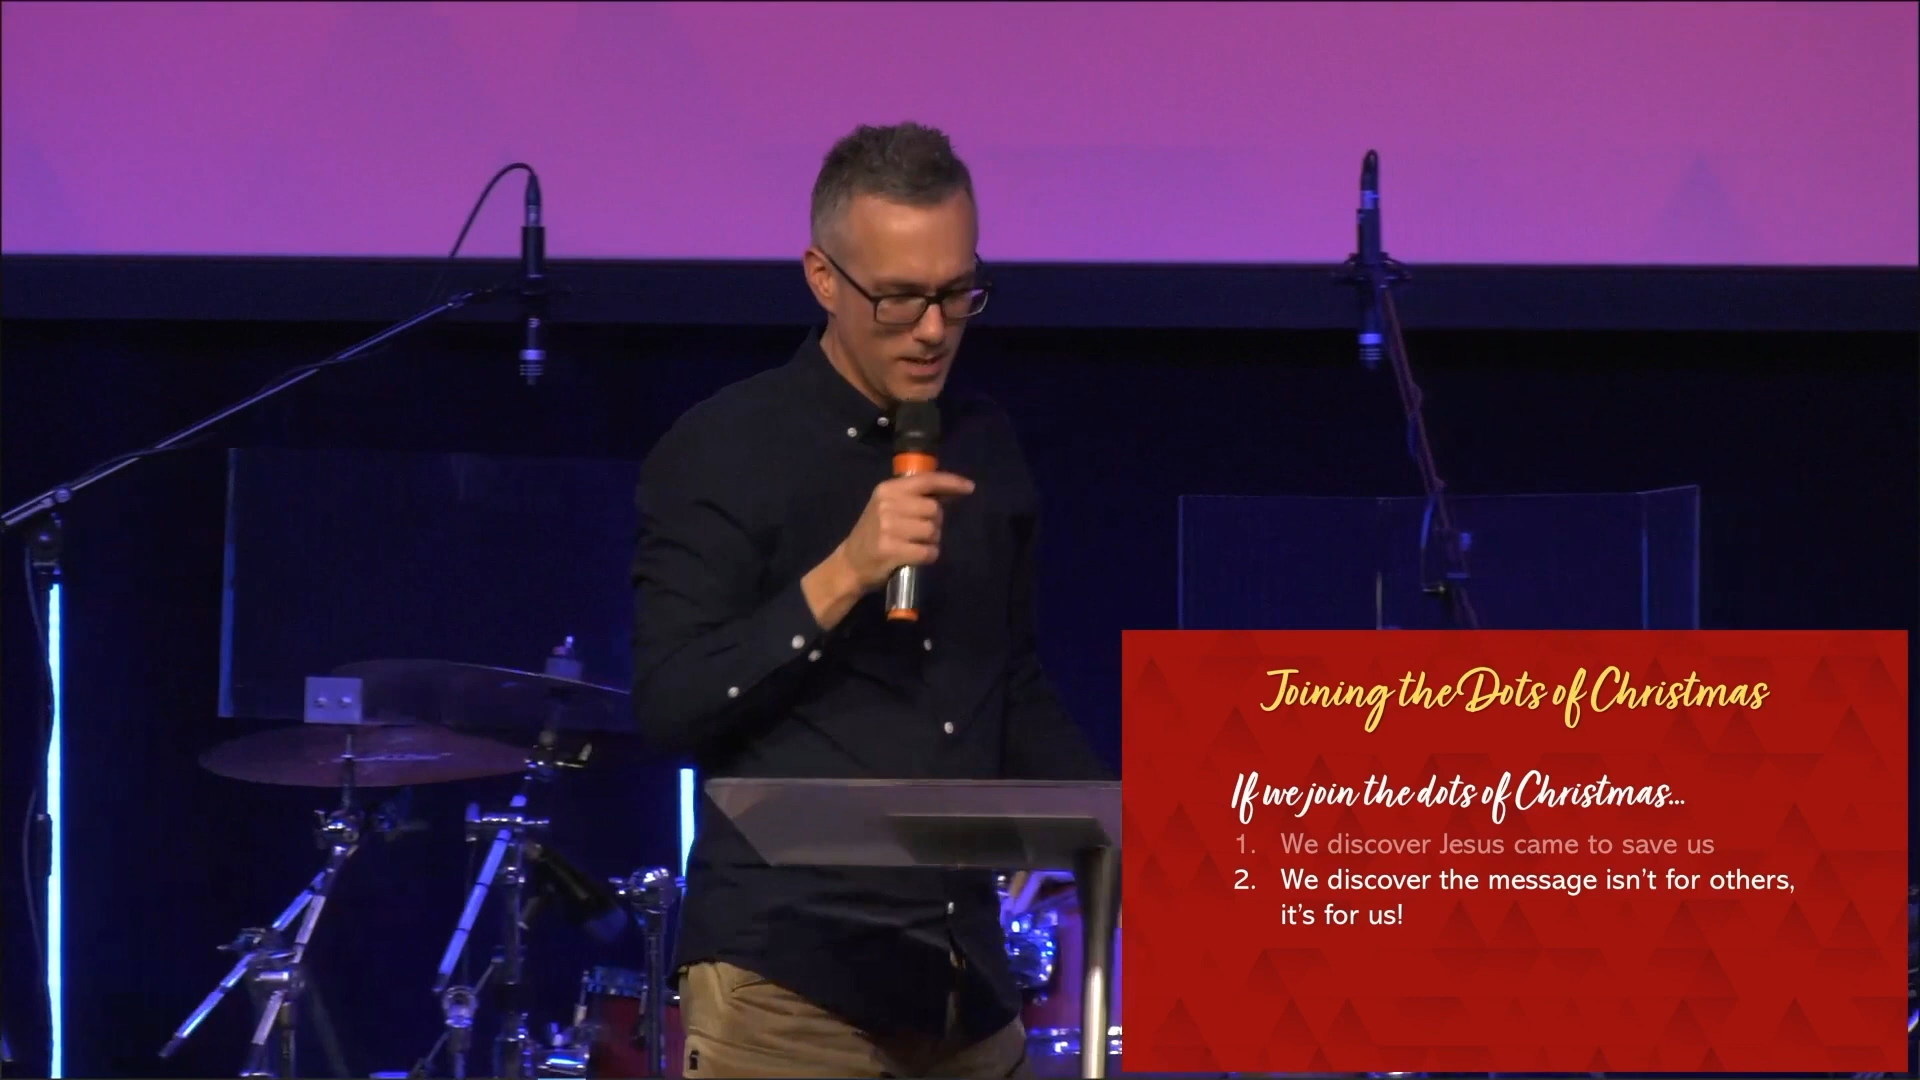 Joining the Dots of Christmas
If we join the dots of Christmas...
1. We discover Jesus came to save us
2. We discover the message isn't for others,
it's for us!